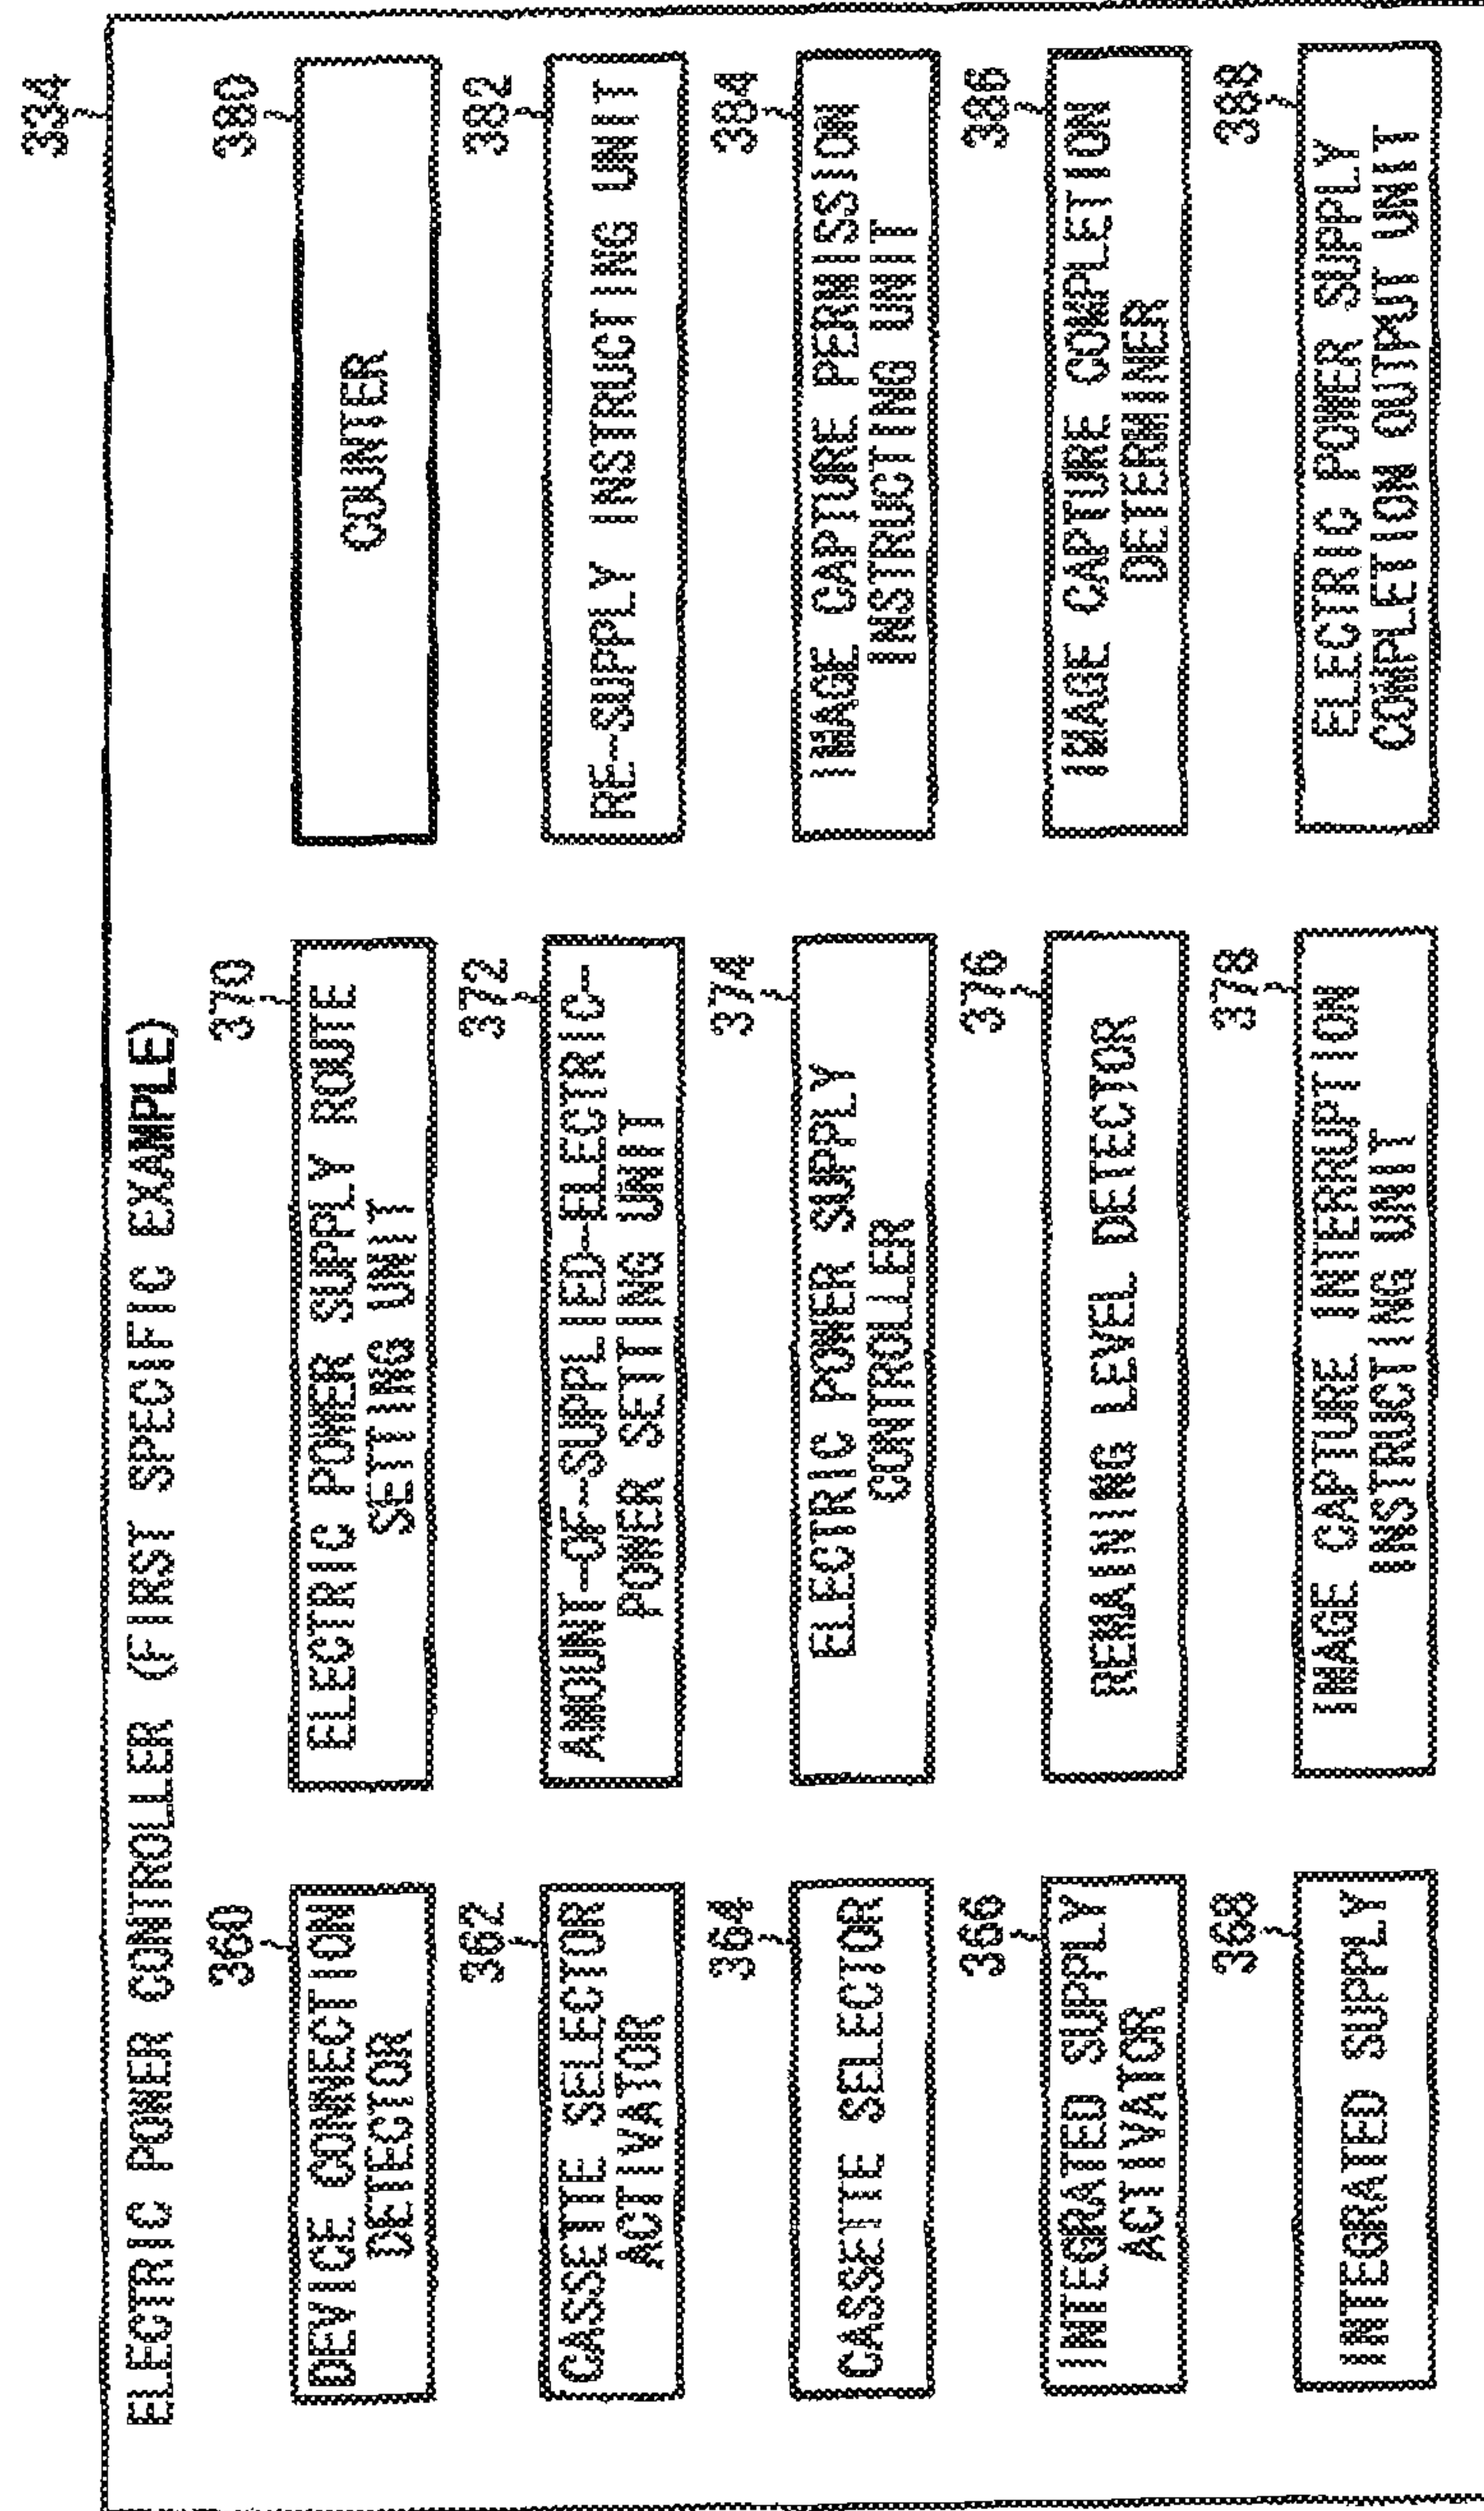 334
ELECTRIC POWER CONTROLLER (FIRST SPECIFIC EXAMPLE)
360
DEVICE CONNECTION
DETECTOR
362
CASSETTE SELECTOR
ACTIVATOR
364
CASSETTE SELECTOR
366
INTEGRATED SUPPLY
ACTIVATOR
368
INTEGRATED SUPPLY
370
ELECTRIC POWER SUPPLY ROUTE
SETTING UNIT
372
AMOUNT-OF-SUPPLIED-ELECTRIC-
POWER SETTING UNIT
374
ELECTRIC POWER SUPPLY
CONTROLLER
376
REMAINING LEVEL DETECTOR
378
IMAGE CAPTURE INTERRUPTION
INSTRUCTING UNIT
380
COUNTER
382
RE-SUPPLY INSTRUCTING UNIT
384
IMAGE CAPTURE PERMISSION
INSTRUCTING UNIT
386
IMAGE CAPTURE COMPLETION
DETERMINER
388
ELECTRIC POWER SUPPLY
COMPLETION OUTPUT UNIT